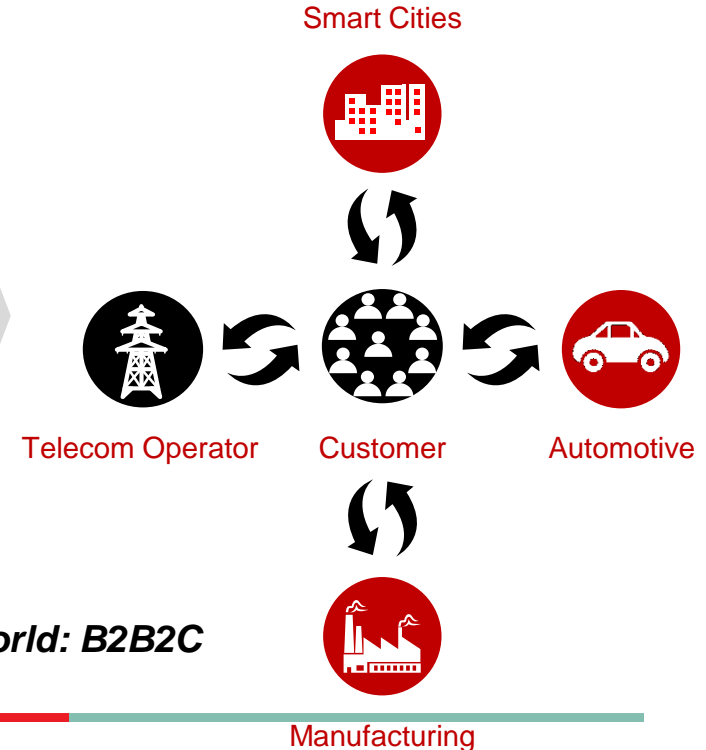 Smart Cities
Telecom Operator
Customer
Automotive
orld: B2B2C
Manufacturing